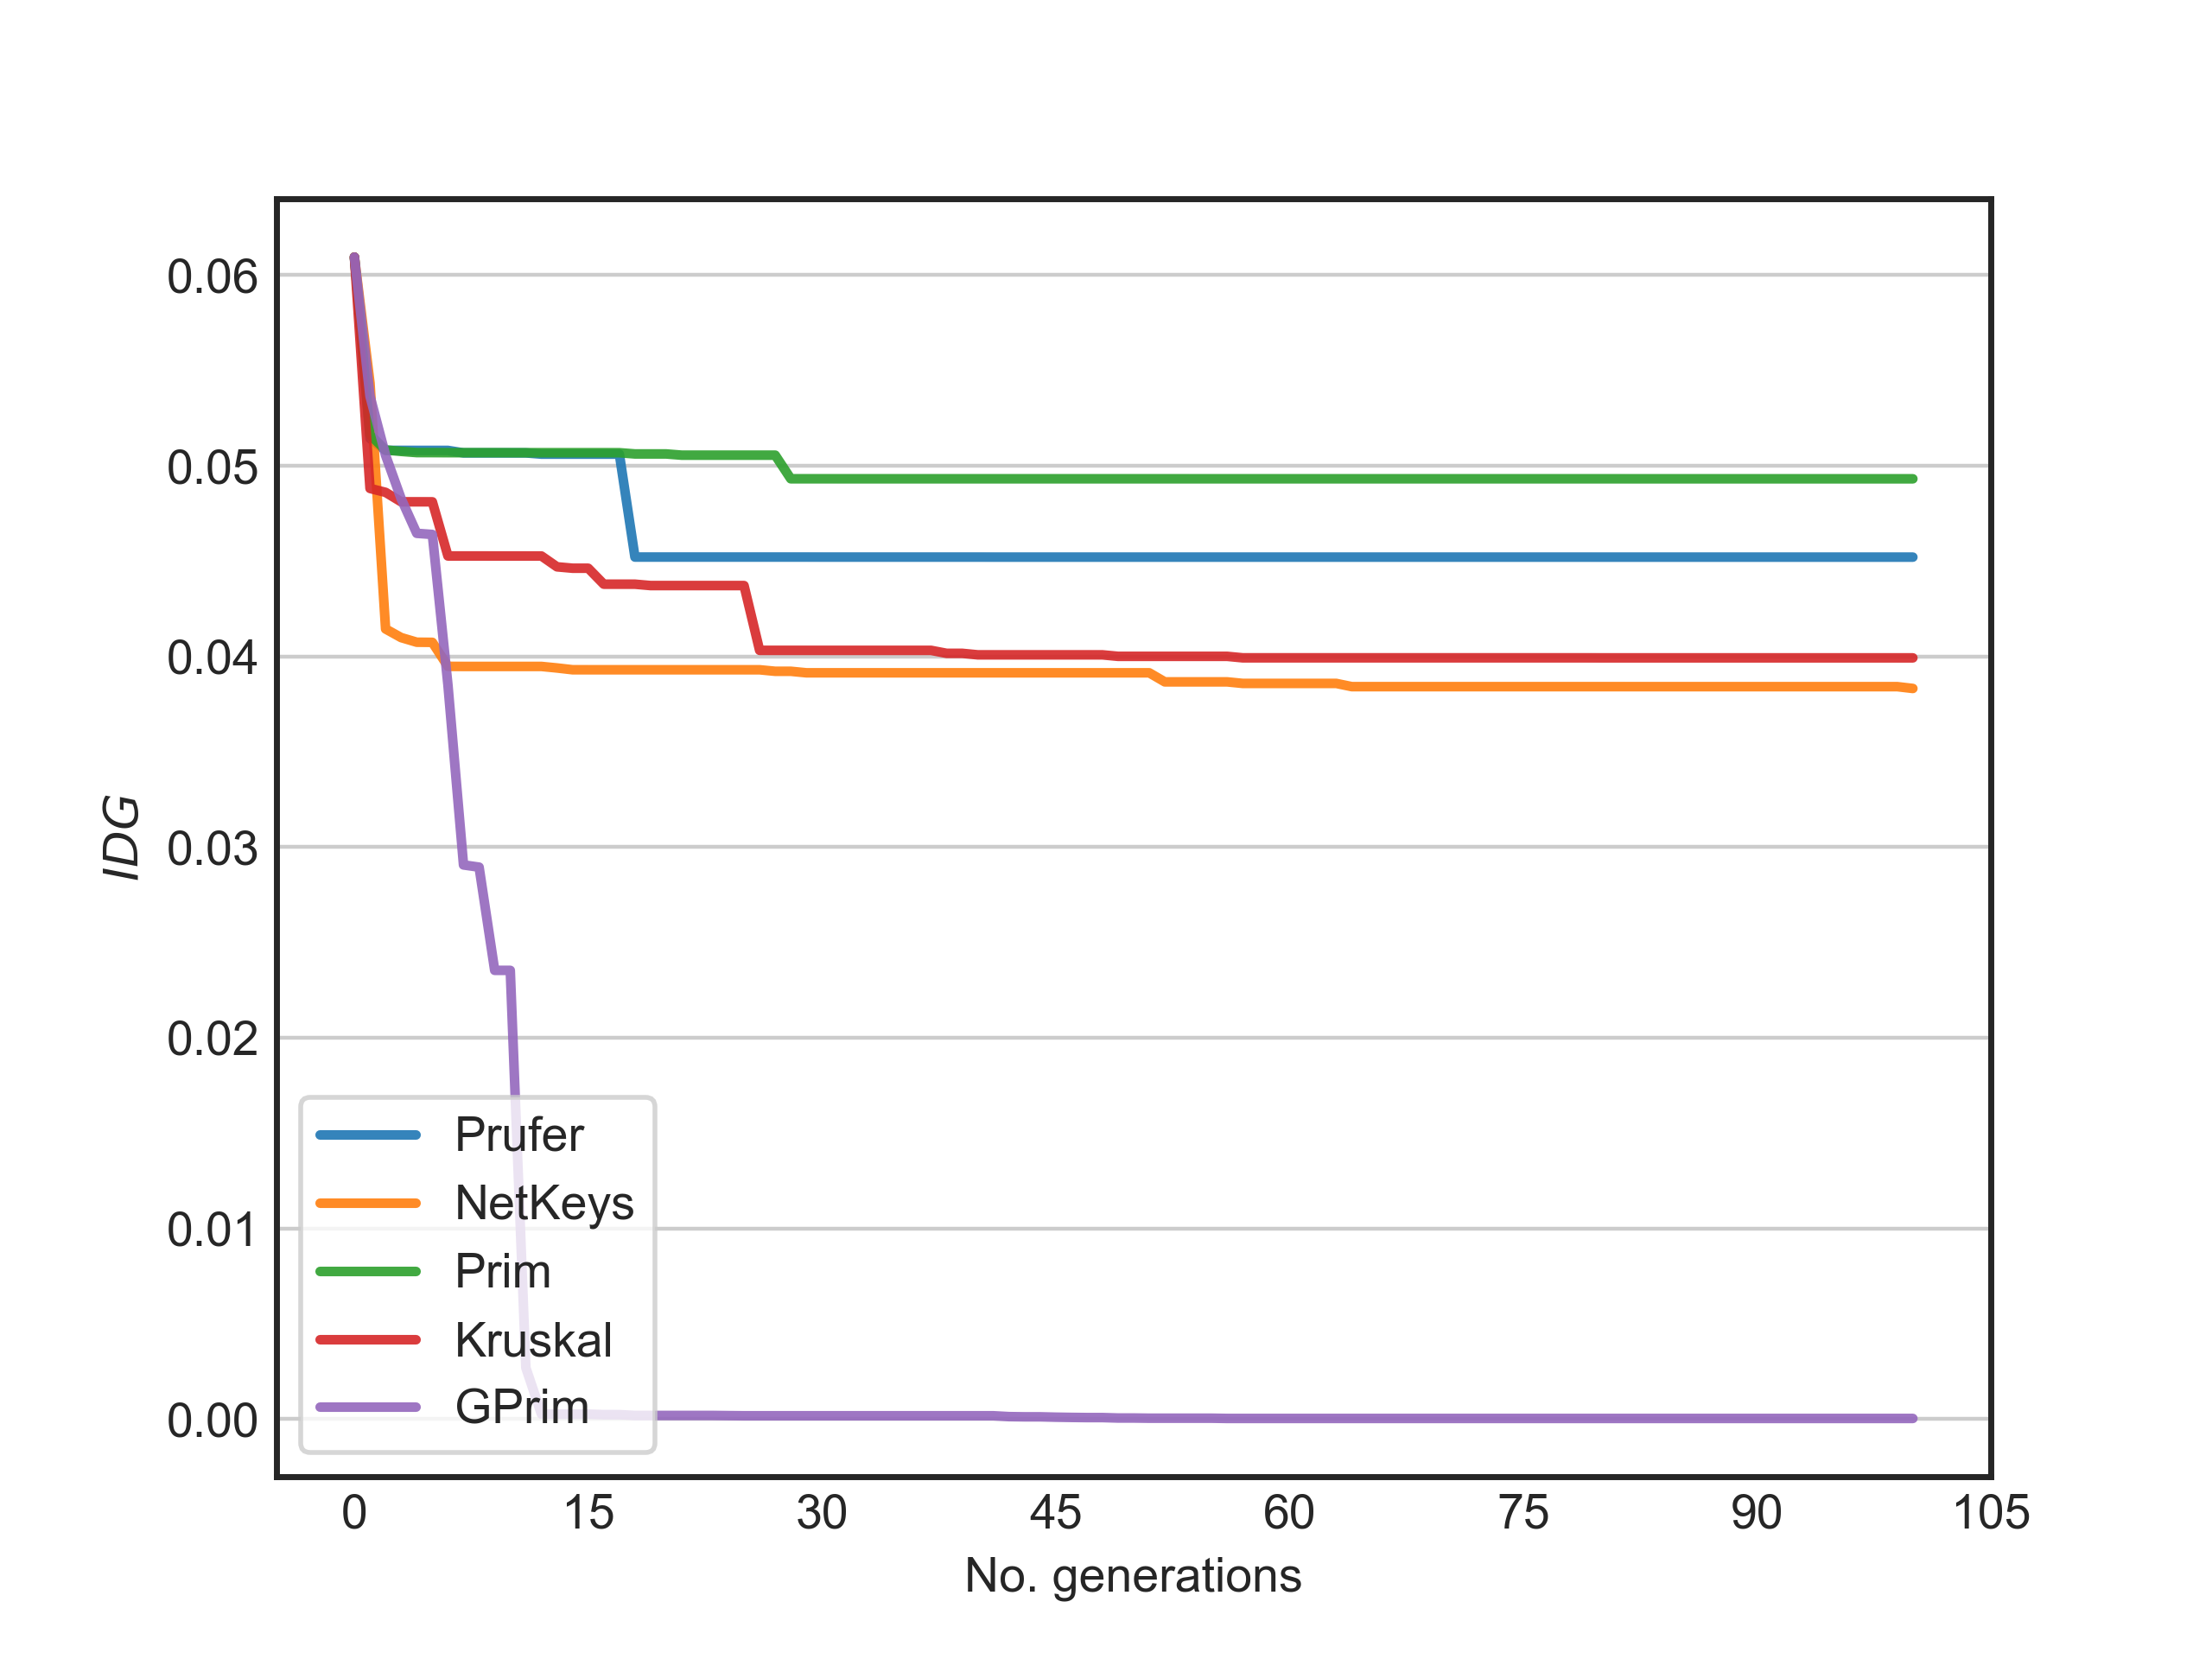 0.06
0.05
0.04
0.03
0.02
0.01
0.00
IDG
Prufer
NetKeys
Prim
Kruskal
GPrim
0 15 30 45 60 75 90 105
No. generations